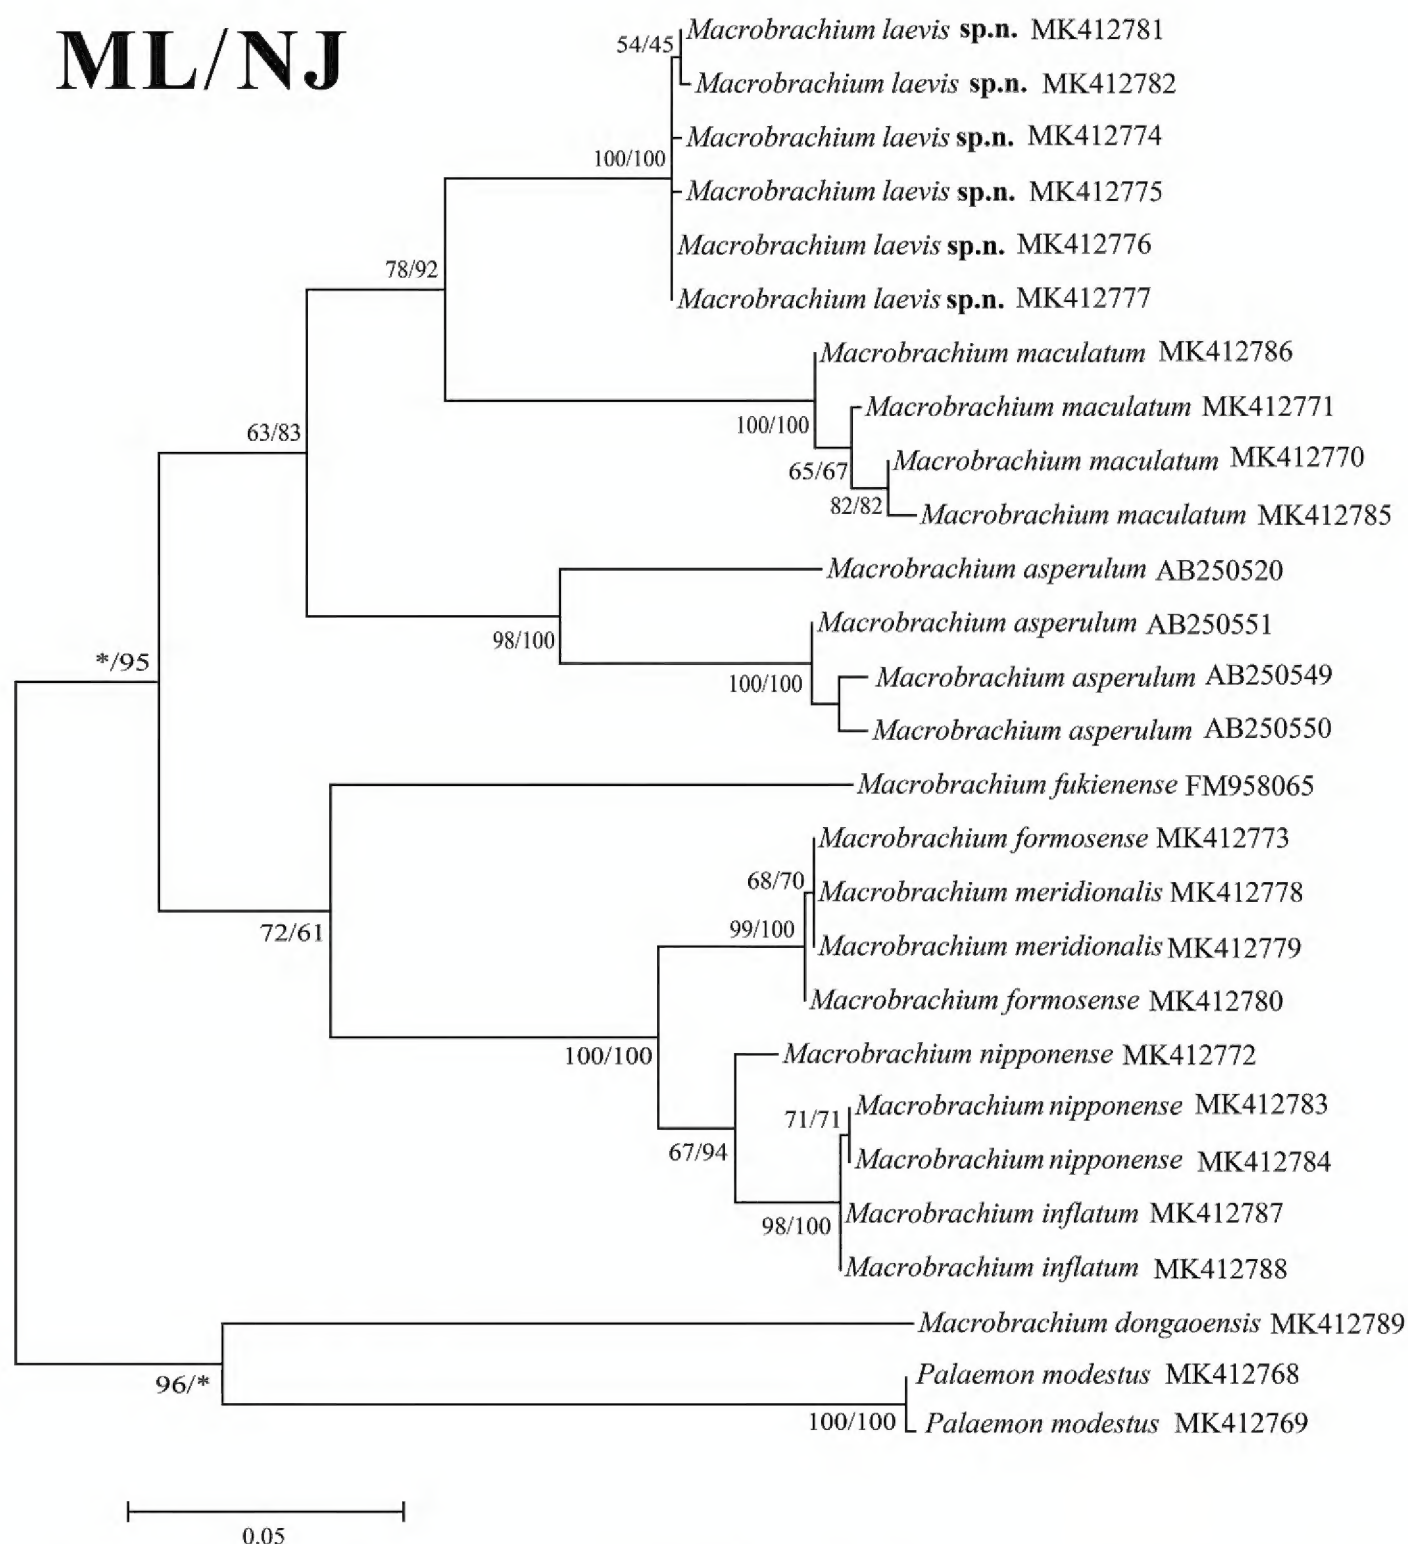 ML/NJ
Macrobrachium laevis sp.n. MK412781
54/45
Macrobrachium laevis sp.n. MK412782
Macrobrachium laevis sp.n. MK412774
100/100
Macrobrachium laevis sp.n. MK412775
Macrobrachium laevis sp.n. MK412776
78/92
Macrobrachium laevis sp.n. MK412777
Macrobrachium maculatum MK412786
Macrobrachium maculatum MK412771
100/100
63/83
Macrobrachium maculatum MK412770
65/67
82/82
Macrobrachium maculatum MK412785
Macrobrachium asperulum AB250520
Macrobrachium asperulum AB250551
98/100
*/95
Macrobrachium asperulum AB250549
100/100
Macrobrachium asperulum AB250550
Macrobrachium fukienense FM958065
Macrobrachium formosense MK412773
68/70
Macrobrachium meridionalis MK412778
99/100
72/61
Macrobrachium meridionalis MK412779
Macrobrachium formosense MK412780
100/100
Macrobrachium nipponense MK412772
Macrobrachium nipponense MK412783
71/71
67/94
Macrobrachium nipponense MK412784
Macrobrachium inflatum MK412787
98/100
Macrobrachium inflatum MK412788
Macrobrachium dongaoensis MK412789
96/*
Palaemon modestus MK412768
100/100
Palaemon modestus MK412769
0.05